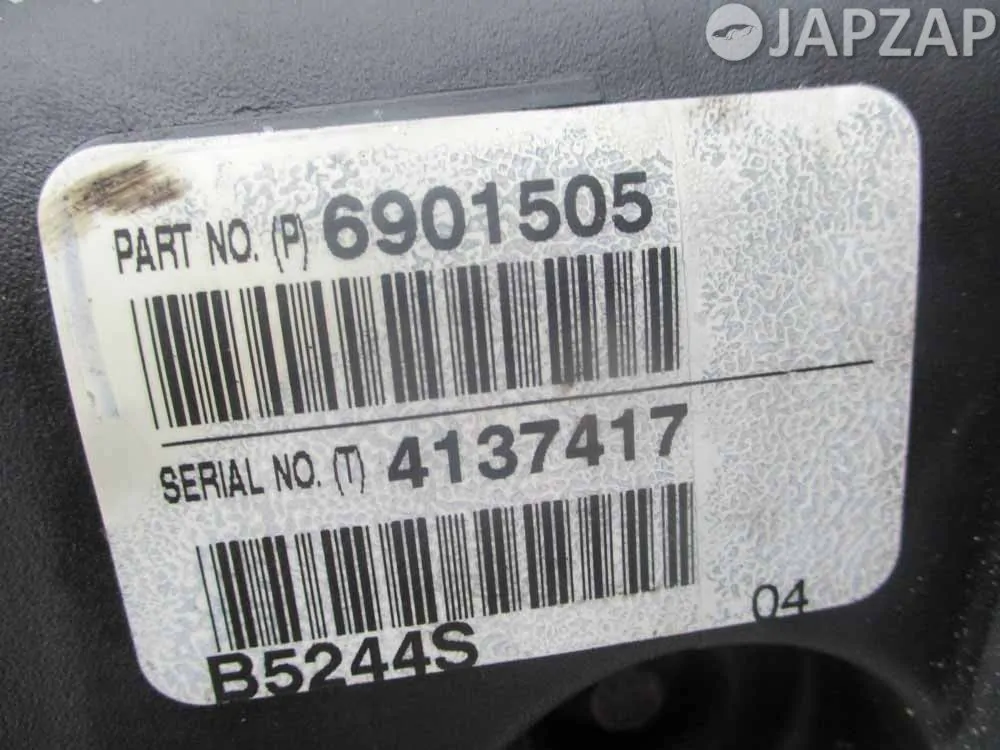 JAPZAP
PART NO. (P) 6901505
SERIAL NO. (T) 4137417
B5244S
04